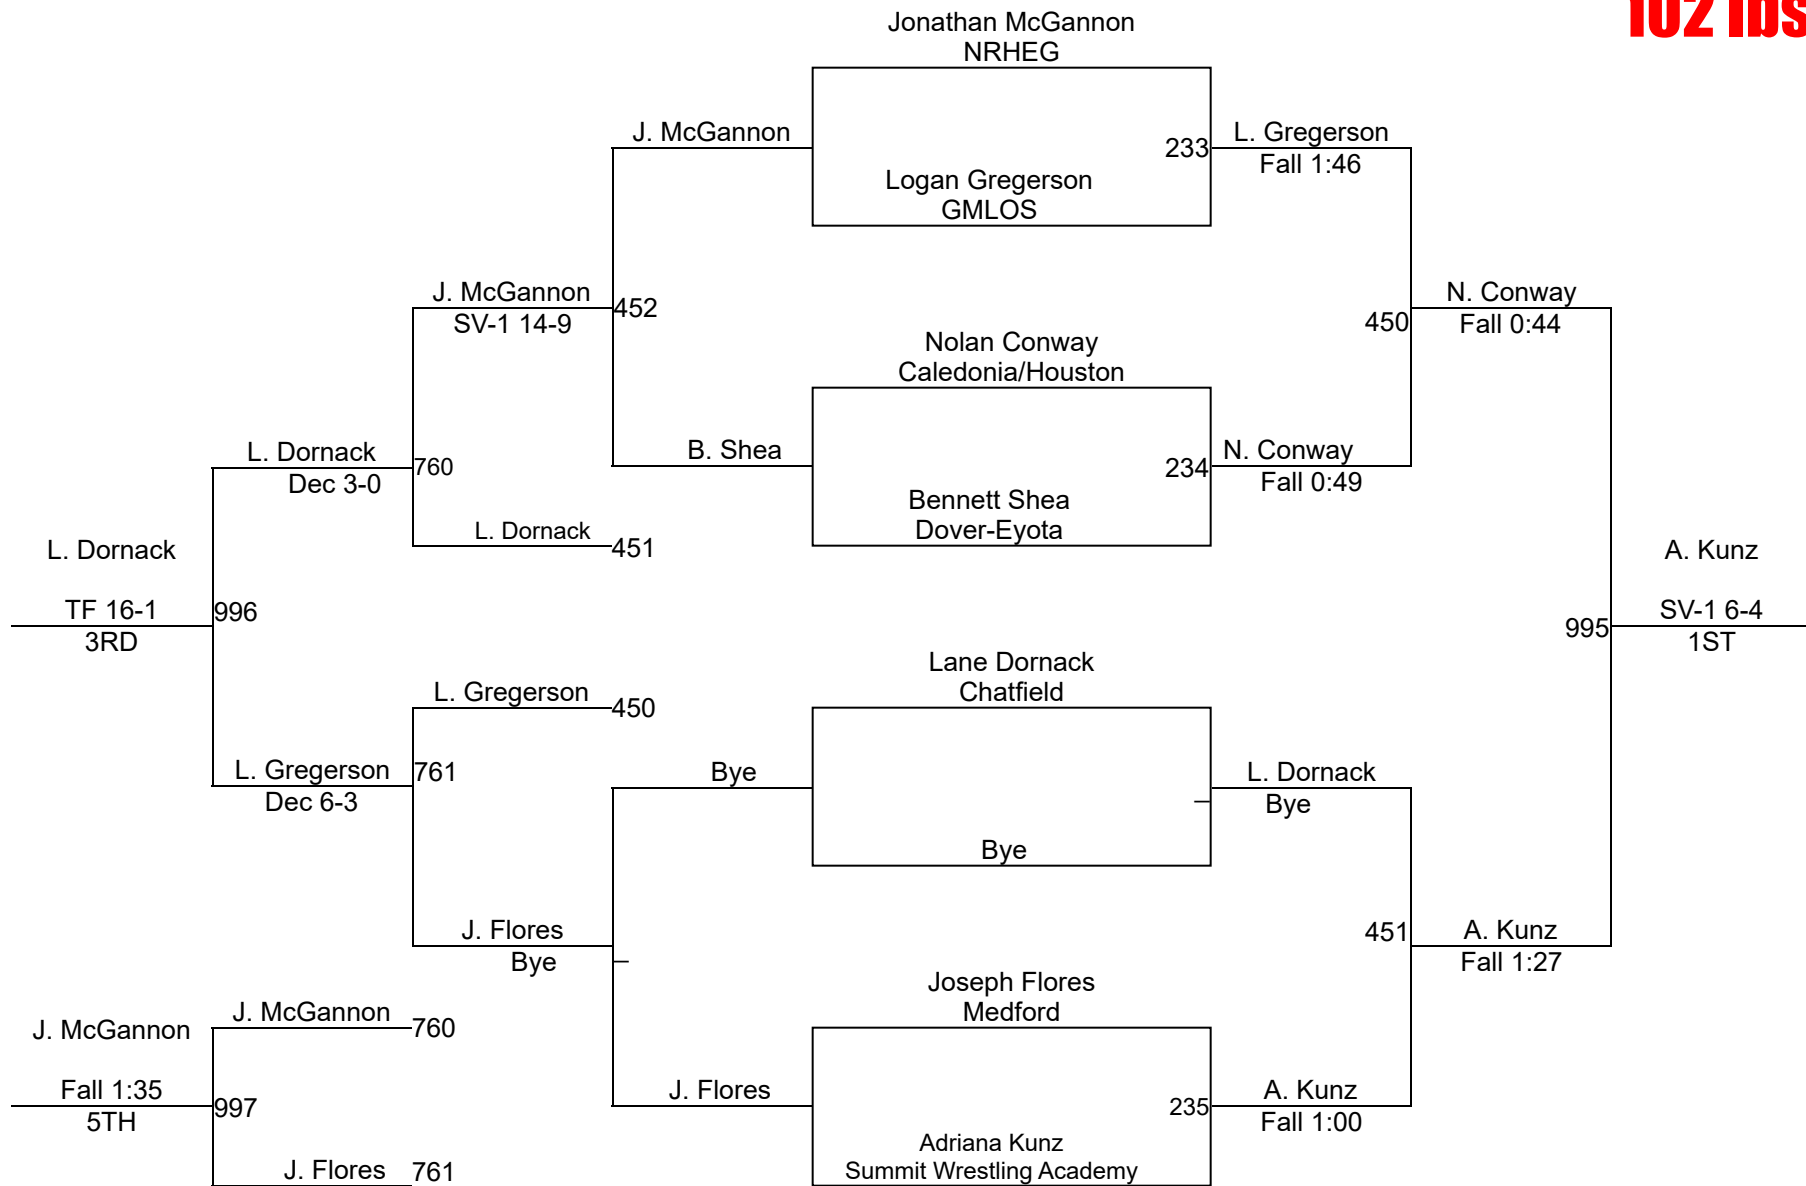 102 lbs
Jonathan McGannon
NRHEG
J. McGannon
233
L. Gregerson
Fall 1:46
Logan Gregerson
GMLOS
J. McGannon
SV-1 14-9
452
N. Conway
Fall 0:44
450
Nolan Conway
Caledonia/Houston
L. Dornack
Dec 3-0
760
B. Shea
234
N. Conway
Fall 0:49
Bennett Shea
Dover-Eyota
L. Dornack
451
L. Dornack
TF 16-1
3RD
996
A. Kunz
SV-1 6-4
1ST
995
Lane Dornack
Chatfield
L. Gregerson
450
L. Gregerson
Dec 6-3
761
Bye
L. Dornack
Bye
Bye
J. Flores
Bye
451
A. Kunz
Fall 1:27
Joseph Flores
Medford
J. McGannon
760
J. McGannon
Fall 1:35
5TH
997
J. Flores
235
A. Kunz
Fall 1:00
Adriana Kunz
Summit Wrestling Academy
J. Flores
761